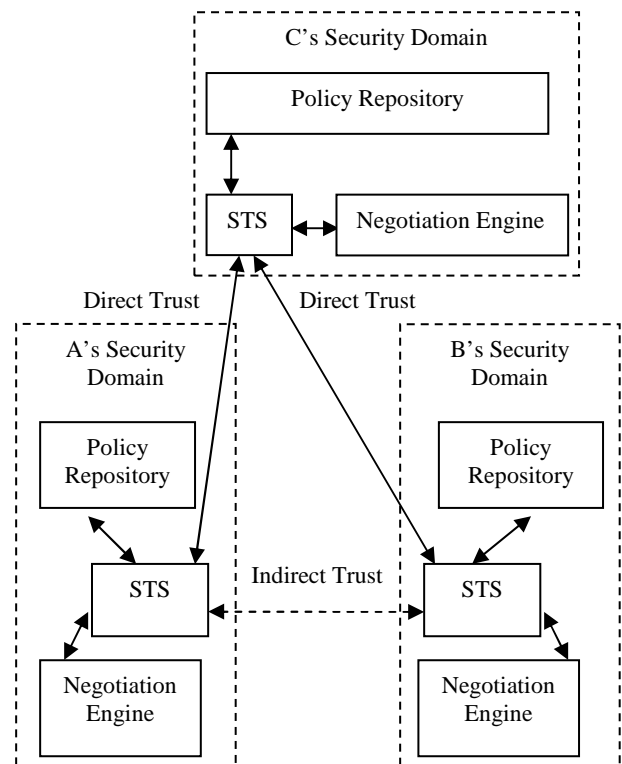 C's Security Domain
Policy Repository
STS
Negotiation Engine
Direct Trust
Direct Trust
A's Security
Domain
Policy
Repository
STS
Negotiation
Engine
Indirect Trust
B's Security
Domain
Policy
Repository
STS
Negotiation
Engine